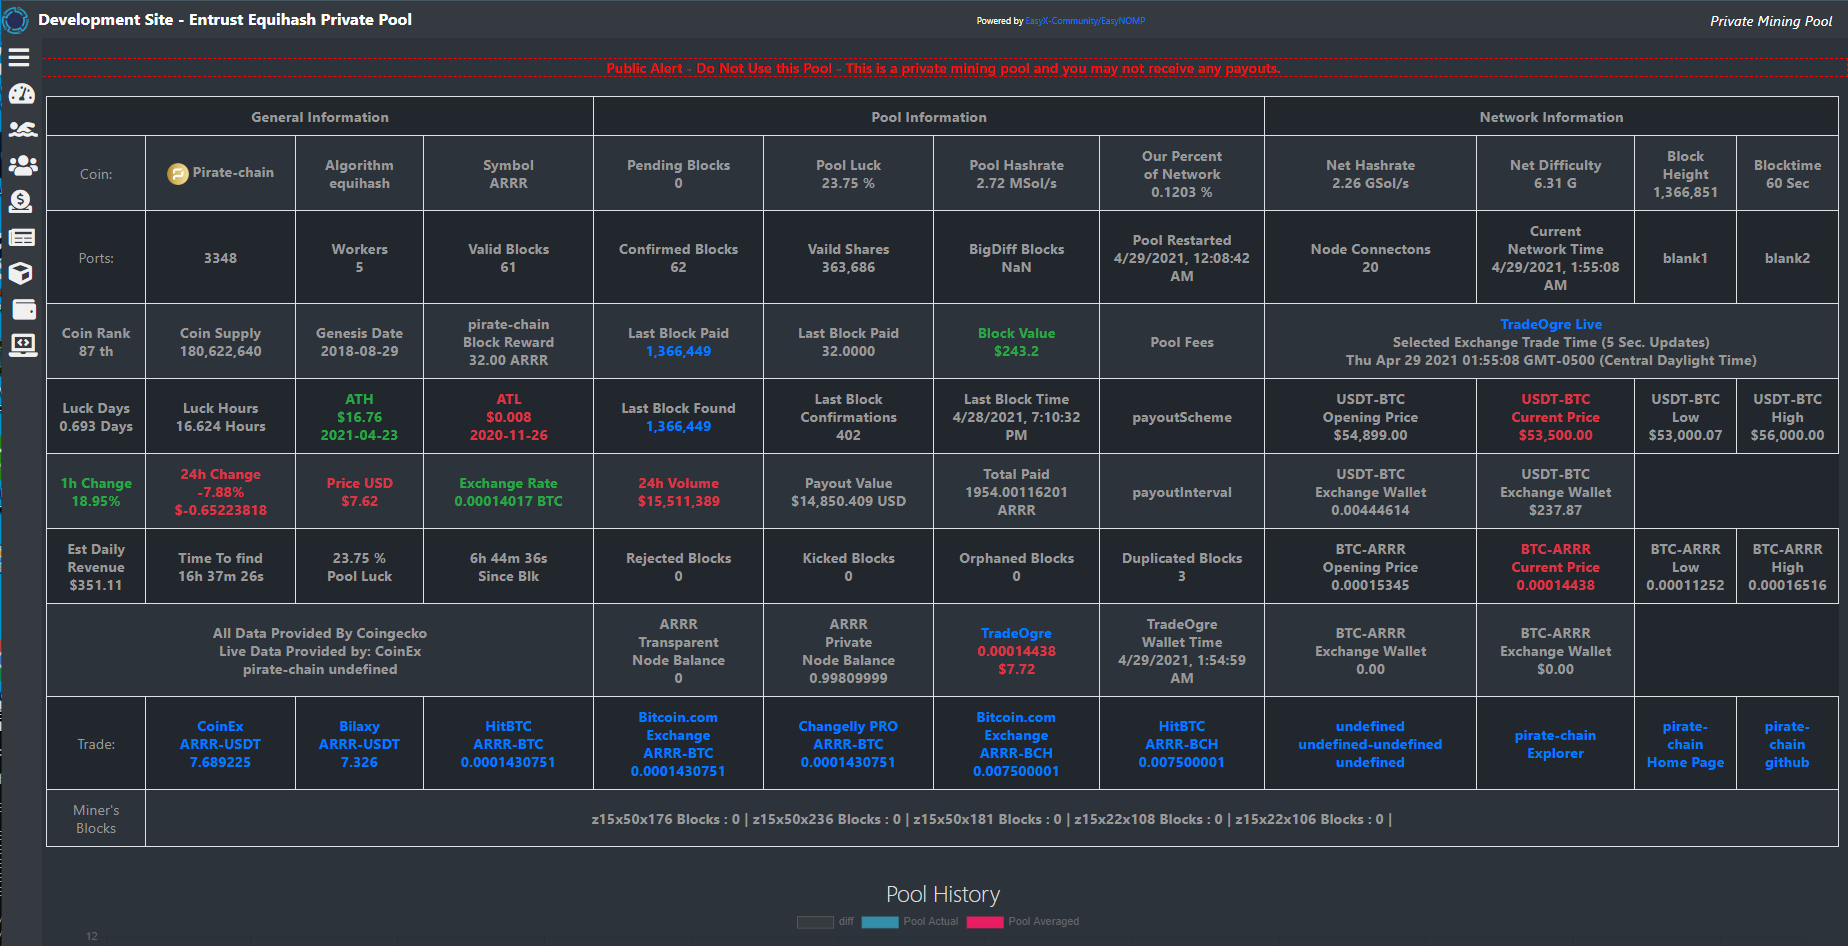 Development Site - Entrust Equihash Private Pool
Powered by EasyX-Community/EasyNOMP
Private Mining Pool
Public Alert - Do Not Use this Pool - This is a private mining pool and you may not receive any payouts.
General Information
Pool Information
Network Information
Coin:
Pirate-chain
Algorithm
equihash
Symbol
ARRR
Pending Blocks
0
Pool Luck
23.75 %
Pool Hashrate
2.72 MSol/s
Our Percent
of Network
0.1203 %
Net Hashrate
2.26 GSol/s
Net Difficulty
6.31 G
Block
Height
1,366,851
Blocktime
60 Sec
Ports:
3348
Workers
5
Valid Blocks
61
Confirmed Blocks
62
Vaild Shares
363,686
BigDiff Blocks
NaN
Pool Restarted
4/29/2021, 12:08:42
AM
Node Connectons
20
Current
Network Time
4/29/2021, 1:55:08
AM
blank1
blank2
Coin Rank
87 th
Coin Supply
180,622,640
Genesis Date
2018-08-29
pirate-chain
Block Reward
32.00 ARRR
Last Block Paid
1,366,449
Last Block Paid
32.0000
Block Value
$243.2
Pool Fees
TradeOgre Live
Selected Exchange Trade Time (5 Sec. Updates)
Thu Apr 29 2021 01:55:08 GMT-0500 (Central Daylight Time)
Luck Days
0.693 Days
Luck Hours
16.624 Hours
ATH
$16.76
2021-04-23
ATL
$0.008
2020-11-26
Last Block Found
1,366,449
Last Block
Confirmations
402
Last Block Time
4/28/2021, 7:10:32
PM
payoutScheme
USDT-BTC
Opening Price
$54,899.00
USDT-BTC
Current Price
$53,500.00
USDT-BTC
Low
$53,000.07
USDT-BTC
High
$56,000.00
1h Change
18.95%
24h Change
-7.88%
$-0.65223818
Price USD
$7.62
Exchange Rate
0.00014017 BTC
24h Volume
$15,511,389
Payout Value
$14,850.409 USD
Total Paid
1954.00116201
ARRR
payoutInterval
USDT-BTC
Exchange Wallet
0.00444614
USDT-BTC
Exchange Wallet
$237.87
Est Daily
Revenue
$351.11
Time To find
16h 37m 26s
23.75 %
Pool Luck
6h 44m 36s
Since Blk
Rejected Blocks
0
Kicked Blocks
0
Orphaned Blocks
0
Duplicated Blocks
3
BTC-ARRR
Opening Price
0.00015345
BTC-ARRR
Current Price
0.00014438
BTC-ARRR
Low
0.00011252
BTC-ARRR
High
0.00016516
All Data Provided By Coingecko
Live Data Provided by: CoinEx
pirate-chain undefined
ARRR
Transparent
Node Balance
0
ARRR
Private
Node Balance
0.99809999
TradeOgre
0.00014438
$7.72
TradeOgre
Wallet Time
4/29/2021, 1:54:59
AM
BTC-ARRR
Exchange Wallet
0.00
BTC-ARRR
Exchange Wallet
$0.00
Trade:
CoinEx
ARRR-USDT
7.689225
Bilaxy
ARRR-USDT
7.326
HitBTC
ARRR-BTC
0.0001430751
Bitcoin.com
Exchange
ARRR-BTC
0.0001430751
Changelly PRO
ARRR-BTC
0.0001430751
Bitcoin.com
Exchange
ARRR-BCH
0.007500001
HitBTC
ARRR-BCH
0.007500001
undefined
undefined-undefined
undefined
pirate-chain
Explorer
pirate-
chain
Home Page
pirate-
chain
github
Miner's
Blocks
z15x50x176 Blocks : 0 | z15x50x236 Blocks : 0 | z15x50x181 Blocks : 0 | z15x22x108 Blocks : 0 | z15x22x106 Blocks : 0 |
Pool History
diff
Pool Actual
Pool Averaged
12